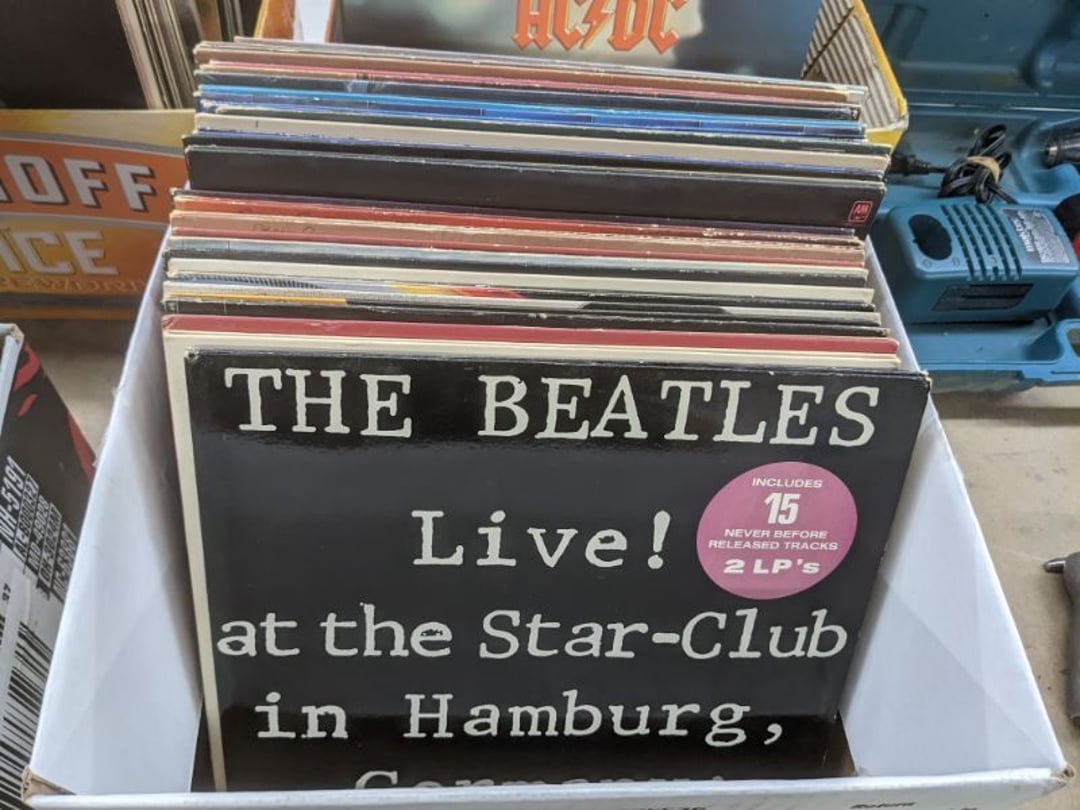 AC DC
OFF
ICE
THE BEATLES
Live!
at the Star-Club
in Hamburg,
INCLUDES
15
NEVER BEFORE
RELEASED TRACKS
2 LP's